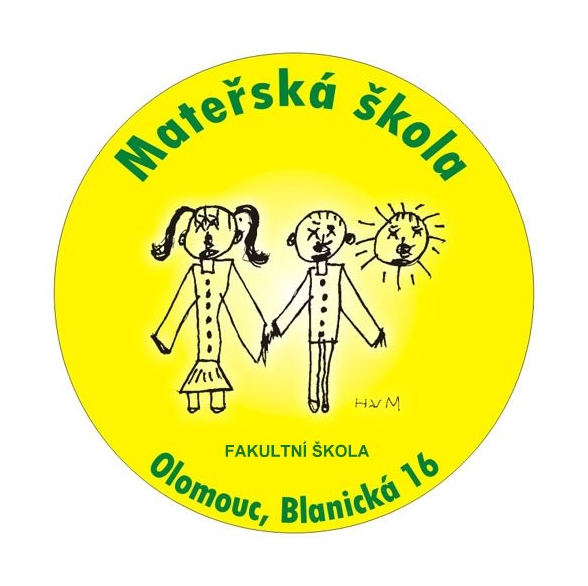 Mateřská škola
FAKULTNÍ ŠKOLA
Olomouc, Blanická 16